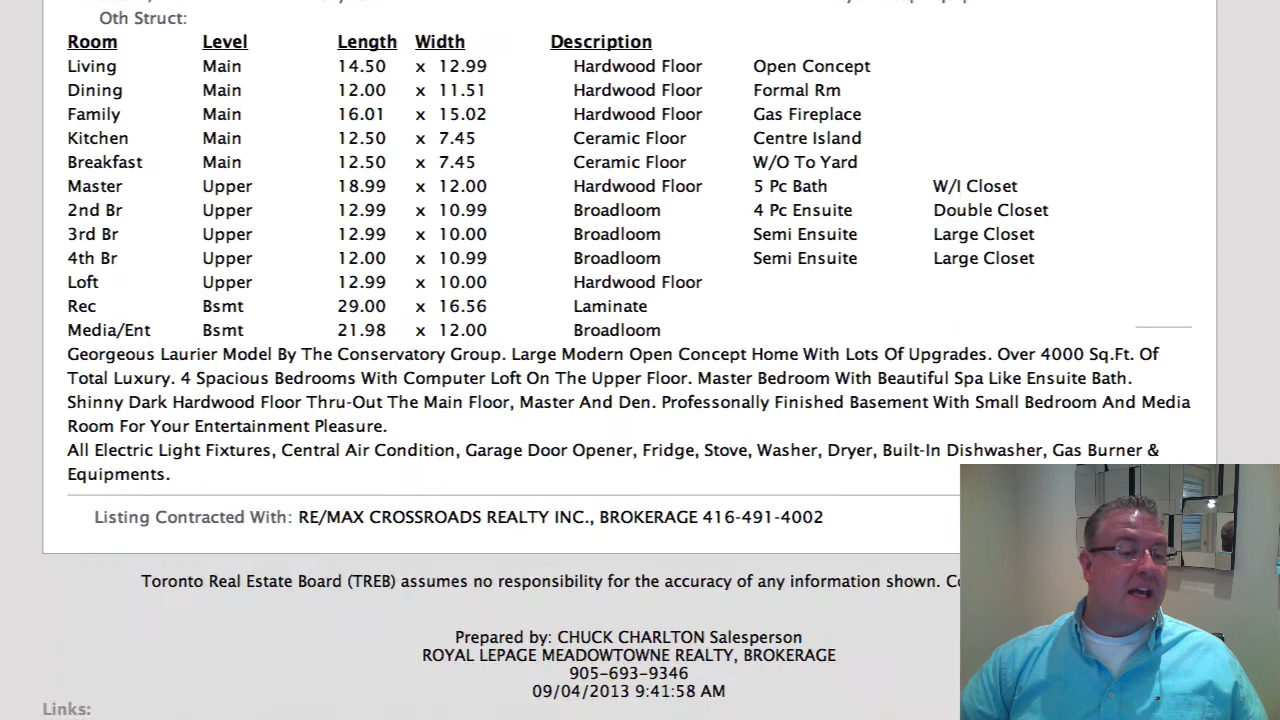 Oth Struct:
Room Level Length Width Description
Living Main 14.50 x 12.99 Hardwood Floor Open Concept
Dining Main 12.00 x 11.51 Hardwood Floor Formal Rm
Family Main 16.01 x 15.02 Hardwood Floor Gas Fireplace
Kitchen Main 12.50 x 7.45 Ceramic Floor Centre Island
Breakfast Main 12.50 x 7.45 Ceramic Floor W/O To Yard
Master Upper 18.99 x 12.00 Hardwood Floor 5 Pc Bath W/I Closet
2nd Br Upper 12.99 x 10.99 Broadloom 4 Pc Ensuite Double Closet
3rd Br Upper 12.99 x 10.00 Broadloom Semi Ensuite Large Closet
4th Br Upper 12.00 x 10.99 Broadloom Semi Ensuite Large Closet
Loft Upper 12.99 x 10.00 Hardwood Floor
Rec Bsmt 29.00 x 16.56 Laminate
Media/Ent Bsmt 21.98 x 12.00 Broadloom
Georgeous Laurier Model By The Conservatory Group. Large Modern Open Concept Home With Lots Of Upgrades. Over 4000 Sq.Ft. Of
Total Luxury. 4 Spacious Bedrooms With Computer Loft On The Upper Floor. Master Bedroom With Beautiful Spa Like Ensuite Bath.
Shinny Dark Hardwood Floor Thru-Out The Main Floor, Master And Den. Professonally Finished Basement With Small Bedroom And Media
Room For Your Entertainment Pleasure.
All Electric Light Fixtures, Central Air Condition, Garage Door Opener, Fridge, Stove, Washer, Dryer, Built-In Dishwasher, Gas Burner &
Equipments.
Listing Contracted With: RE/MAX CROSSROADS REALTY INC., BROKERAGE 416-491-4002
Toronto Real Estate Board (TREB) assumes no responsibility for the accuracy of any information shown.
Prepared by: CHUCK CHARLTON Salesperson
ROYAL LEPAGE MEADOWTOWNE REALTY, BROKERAGE
905-693-9346
09/04/2013 9:41:58 AM
Links: